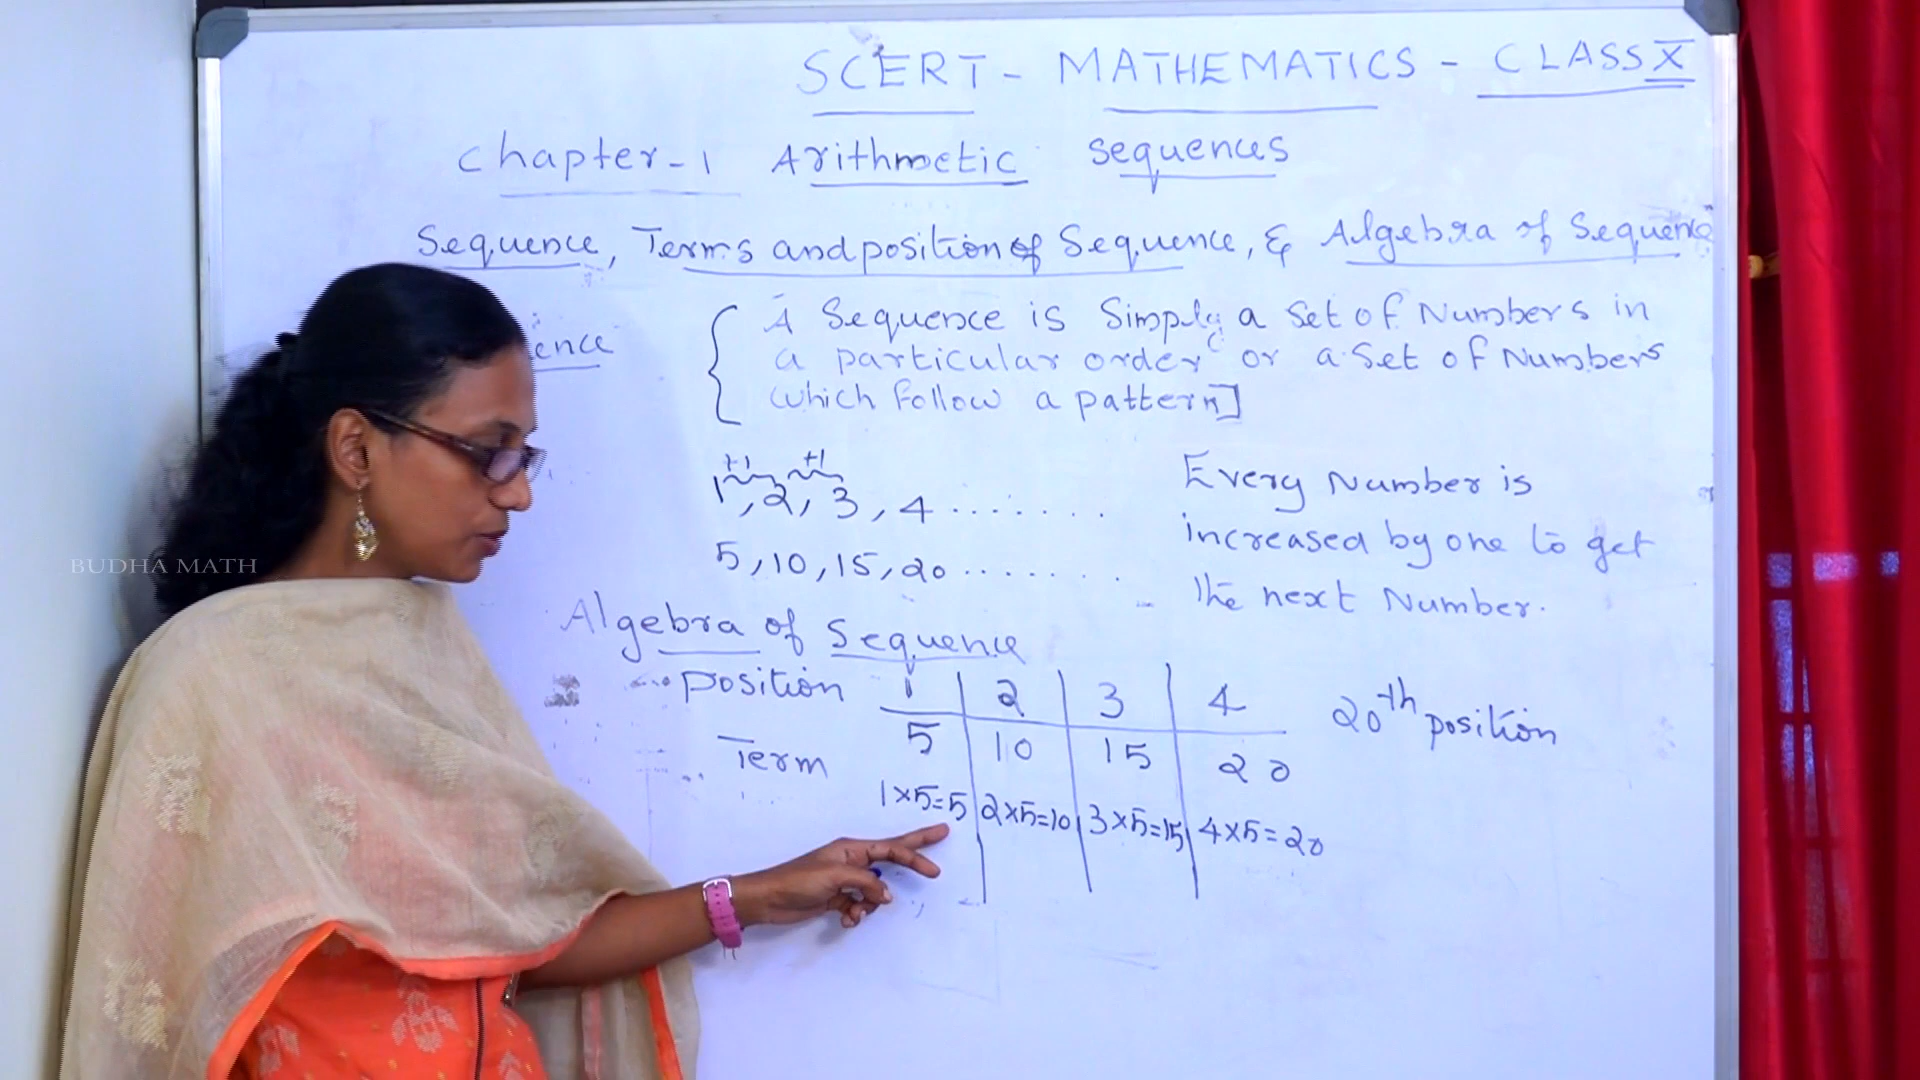 SCERT - MATHEMATICS - CLASS X
Chapter-1 Arithmetic Sequences
Sequence, Terms and position of Sequence, & Algebra of Sequence
ence
A Sequence is Simply a Set of Numbers in
a particular order or a set of Numbers
which follow a pattern]
+1 +1
1, 2, 3, 4 .......
5, 10, 15, 20 .......
Every Number is
increased by one to get
the next Number.
Algebra of Sequence
position 1 2 3 4
Term 5 10 15 20
1×5=5 2×5=10 3×5=15 4×5=20
20th position
BUDHA MATH